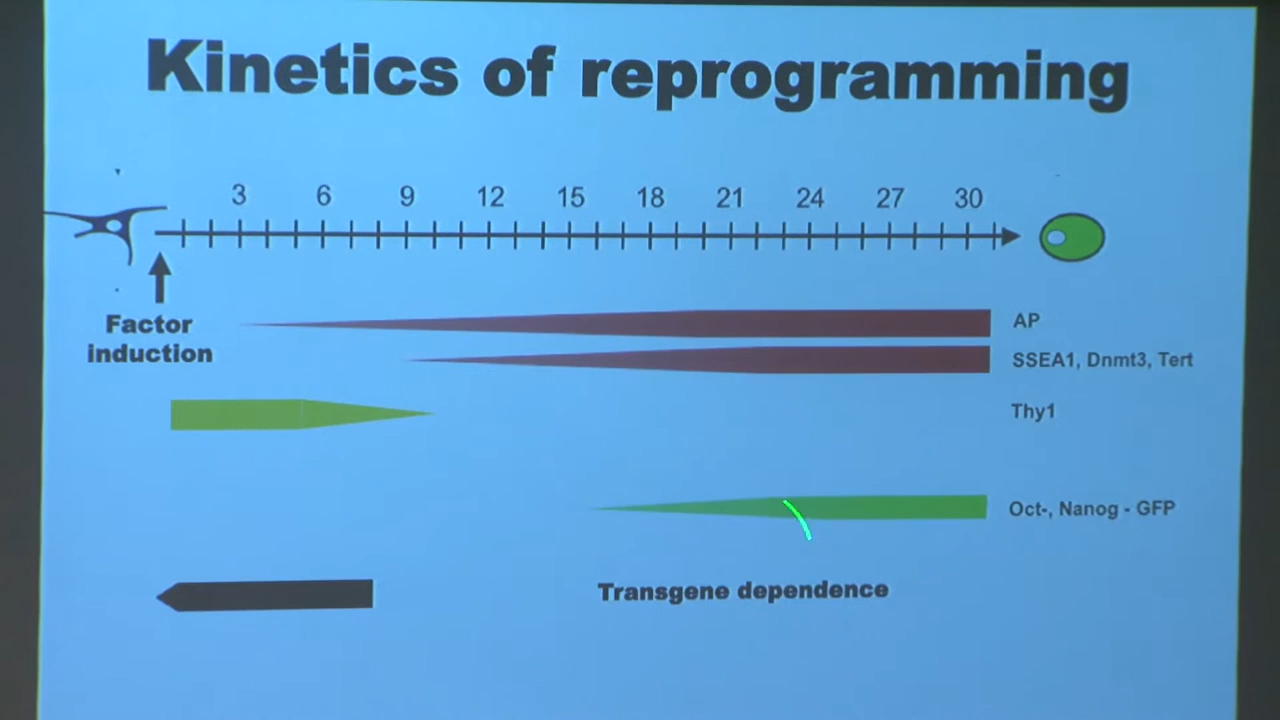 Kinetics of reprogramming
3 6 9 12 15 18 21 24 27 30
Factor
induction
AP
SSEA1, Dnmt3, Tert
Thy1
Oct-, Nanog - GFP
Transgene dependence